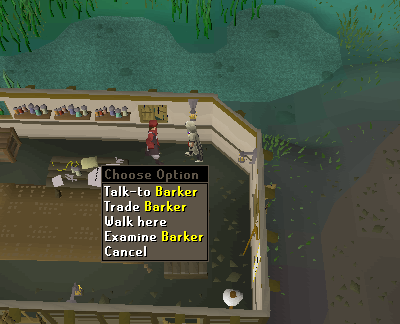 Choose Option
Talk-to Barker
Trade Barker
Walk here
Examine Barker
Cancel